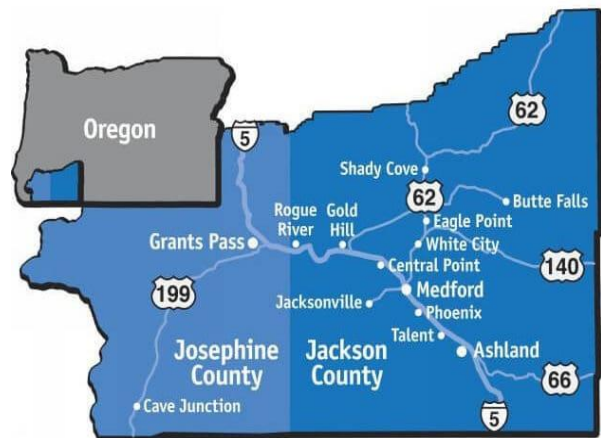 Oregon
5
62
Shady Cove
62
Butte Falls
Rogue
River
Gold
Hill
Eagle Point
Grants Pass
White City
Central Point
140
199
Medford
Jacksonville
Phoenix
Josephine
County
Jackson
County
Talent
Ashland
66
Cave Junction
5